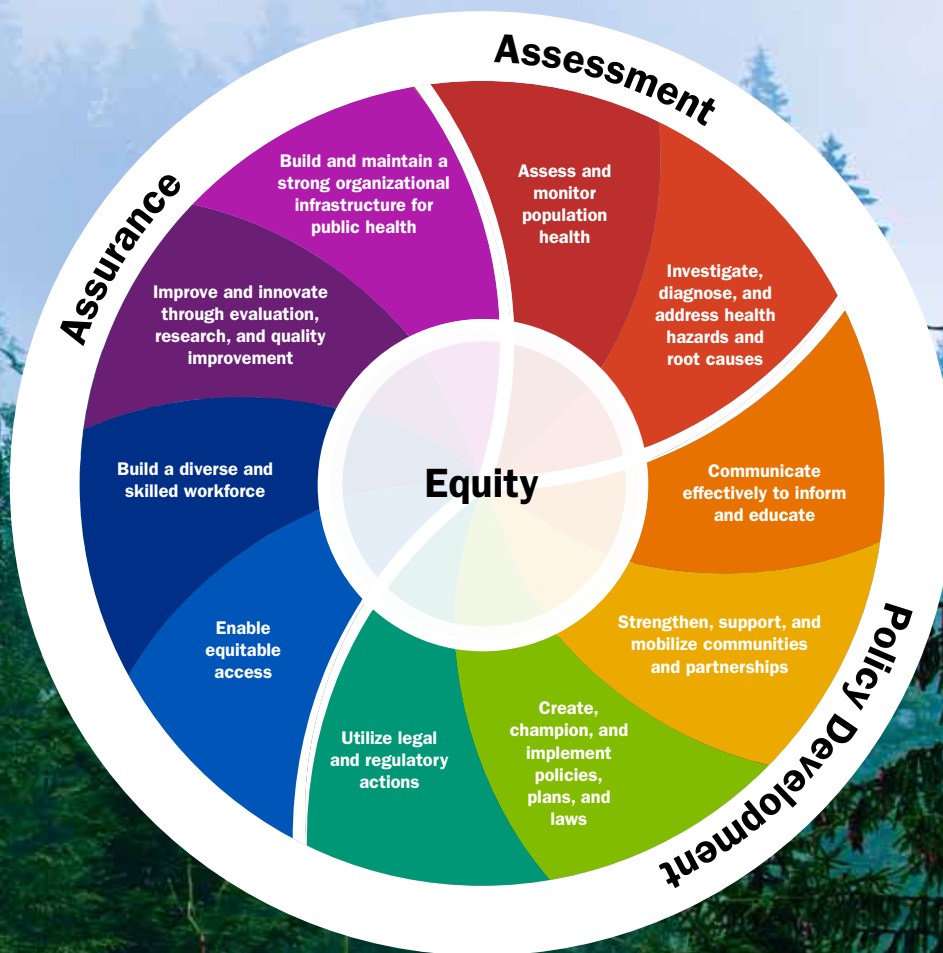 Assessment
Assess and
monitor
population
health
Investigate,
diagnose, and
address health
hazards and
root causes
Policy Development
Communicate
effectively to inform
and educate
Strengthen, support, and
mobilize communities
and partnerships
Create,
champion, and
implement
policies,
plans, and
laws
Utilize legal
and regulatory
actions
Assurance
Enable
equitable
access
Build a diverse and
skilled workforce
Improve and innovate
through evaluation,
research, and quality
improvement
Build and maintain a
strong organizational
infrastructure for
public health
Equity